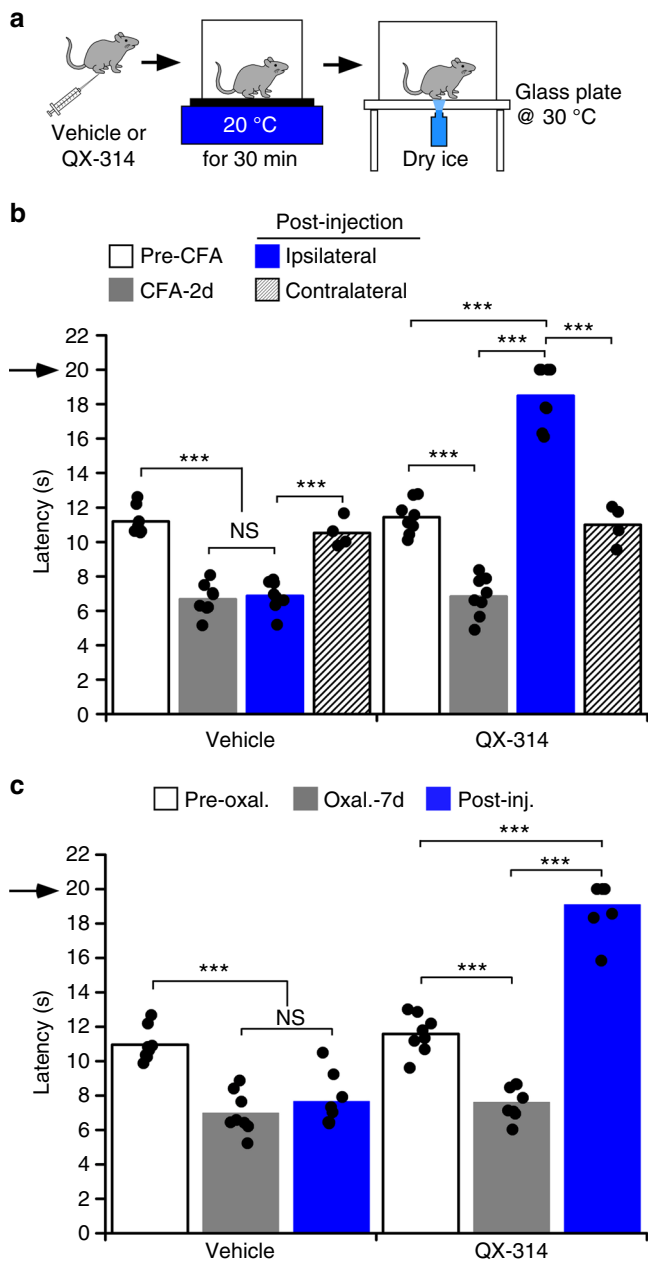 a
Vehicle or
QX-314
20 °C
for 30 min
Dry ice
Glass plate
@ 30 °C
b
Post-injection
Pre-CFA
Ipsilateral
CFA-2d
Contralateral
***
***
***
***
***
***
NS
Latency (s)
22
20
18
16
14
12
10
8
6
4
2
0
Vehicle
QX-314
c
Pre-oxal.
Oxal.-7d
Post-inj.
***
***
***
***
NS
Latency (s)
22
20
18
16
14
12
10
8
6
4
2
0
Vehicle
QX-314